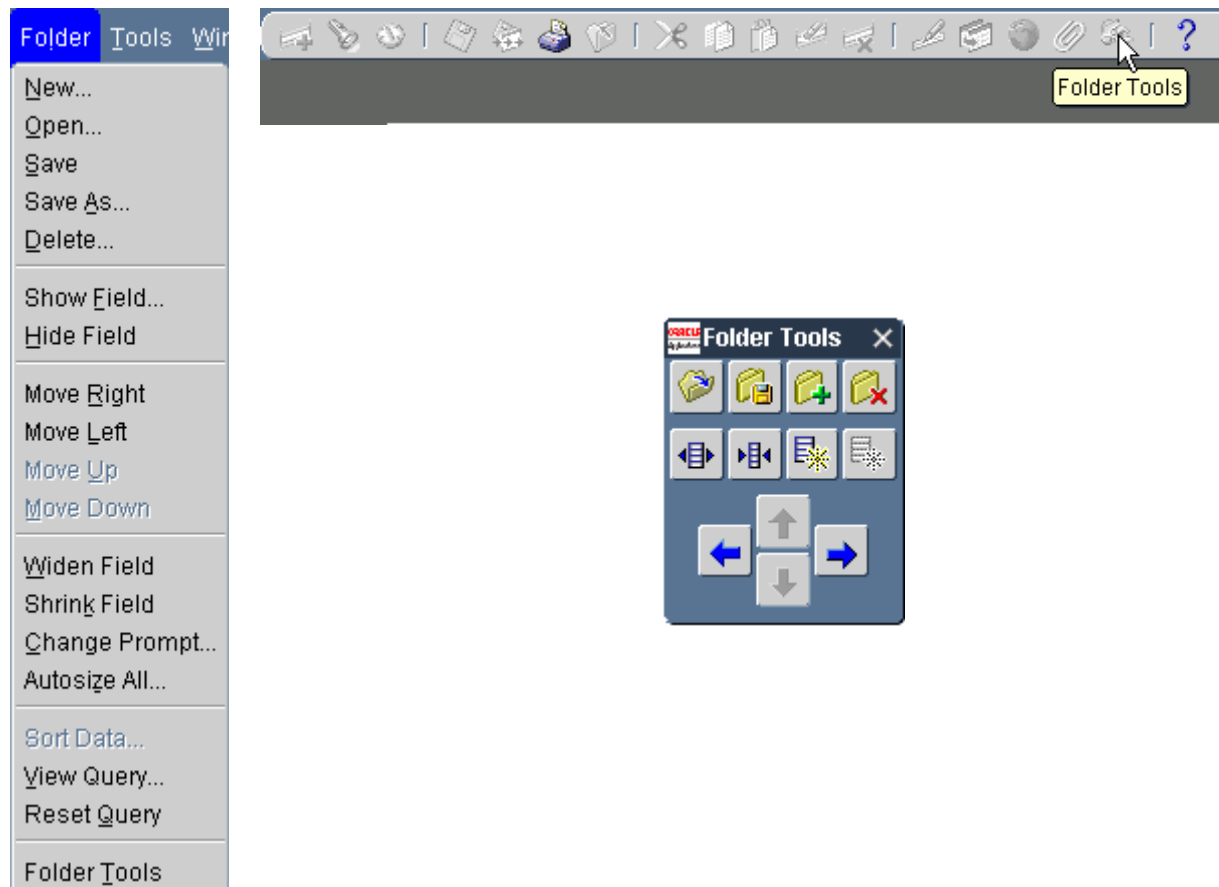 Folder Tools Wir
New...
Open...
Save
Save As...
Delete...
Show Field...
Hide Field
Move Right
Move Left
Move Up
Move Down
Widen Field
Shrink Field
Change Prompt...
Autosize All...
Sort Data...
View Query...
Reset Query
Folder Tools
?
Folder Tools
ORACLE
Folder Tools